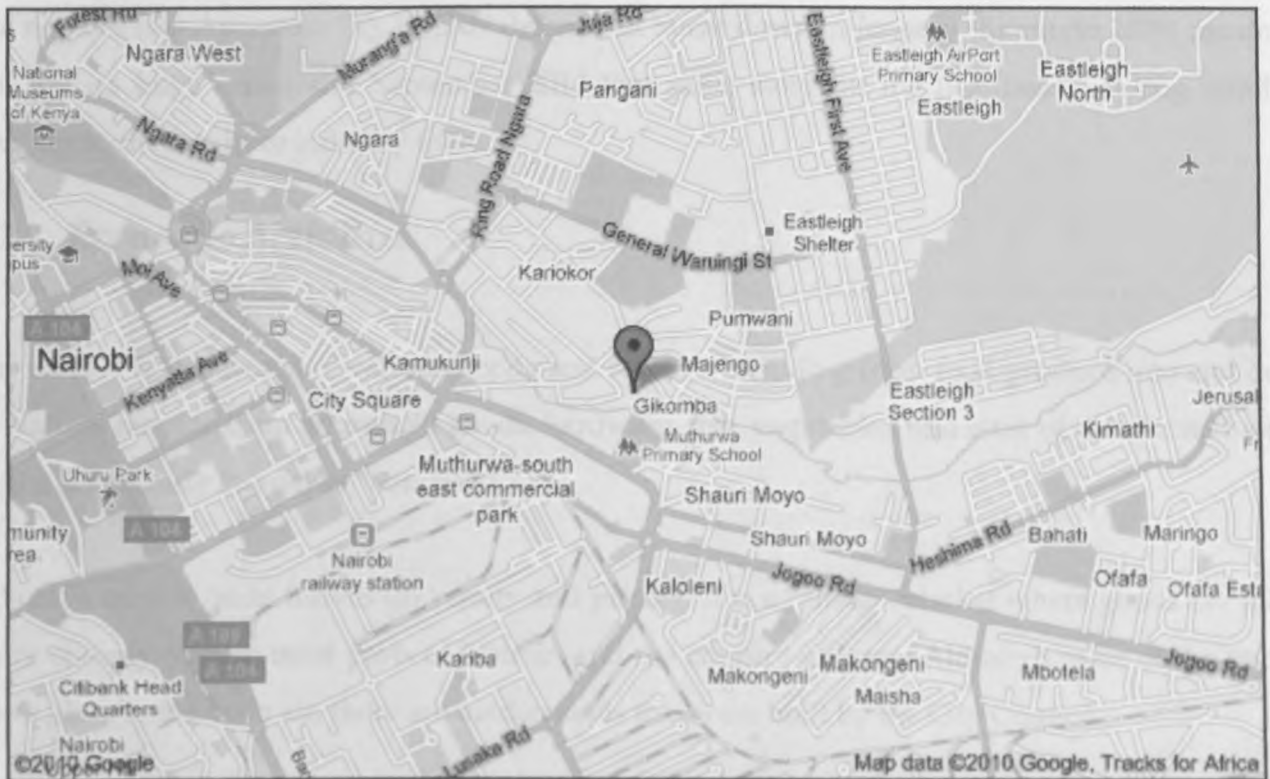 Forest Rd
Ngara West
National
Museums
of Kenya
Ngara Rd
Murang'a Rd
Juja Rd
Ngara
Ring Road Ngara
Pangani
Eastleigh First Ave
Eastleigh AirPort
Primary School
Eastleigh
Eastleigh
North
Eastleigh
Shelter
General Waruingi St
Kariokor
ersity
pus
Moi Ave
A 104
Nairobi
Kenyatta Ave
Kamukunji
City Square
Pumwani
Majengo
Gikomba
Muthurwa
Primary School
Eastleigh
Section 3
Jerusal
Kimathi
Fr
Uhuru Park
A 104
munity
rea
Muthurwa-south
east commercial
park
Nairobi
railway station
Shauri Moyo
Shauri Moyo
Heshima Rd
Bahati
Maringo
Jogoo Rd
Ofafa
Ofafa Esta
Kaloleni
A 109
A 104
Kariba
Makongeni
Makongeni
Maisha
Mbotela
Jogoo Rd
Citibank Head
Quarters
Lusaka Rd
Nairobi
©2010 Google
Map data ©2010 Google, Tracks for Africa